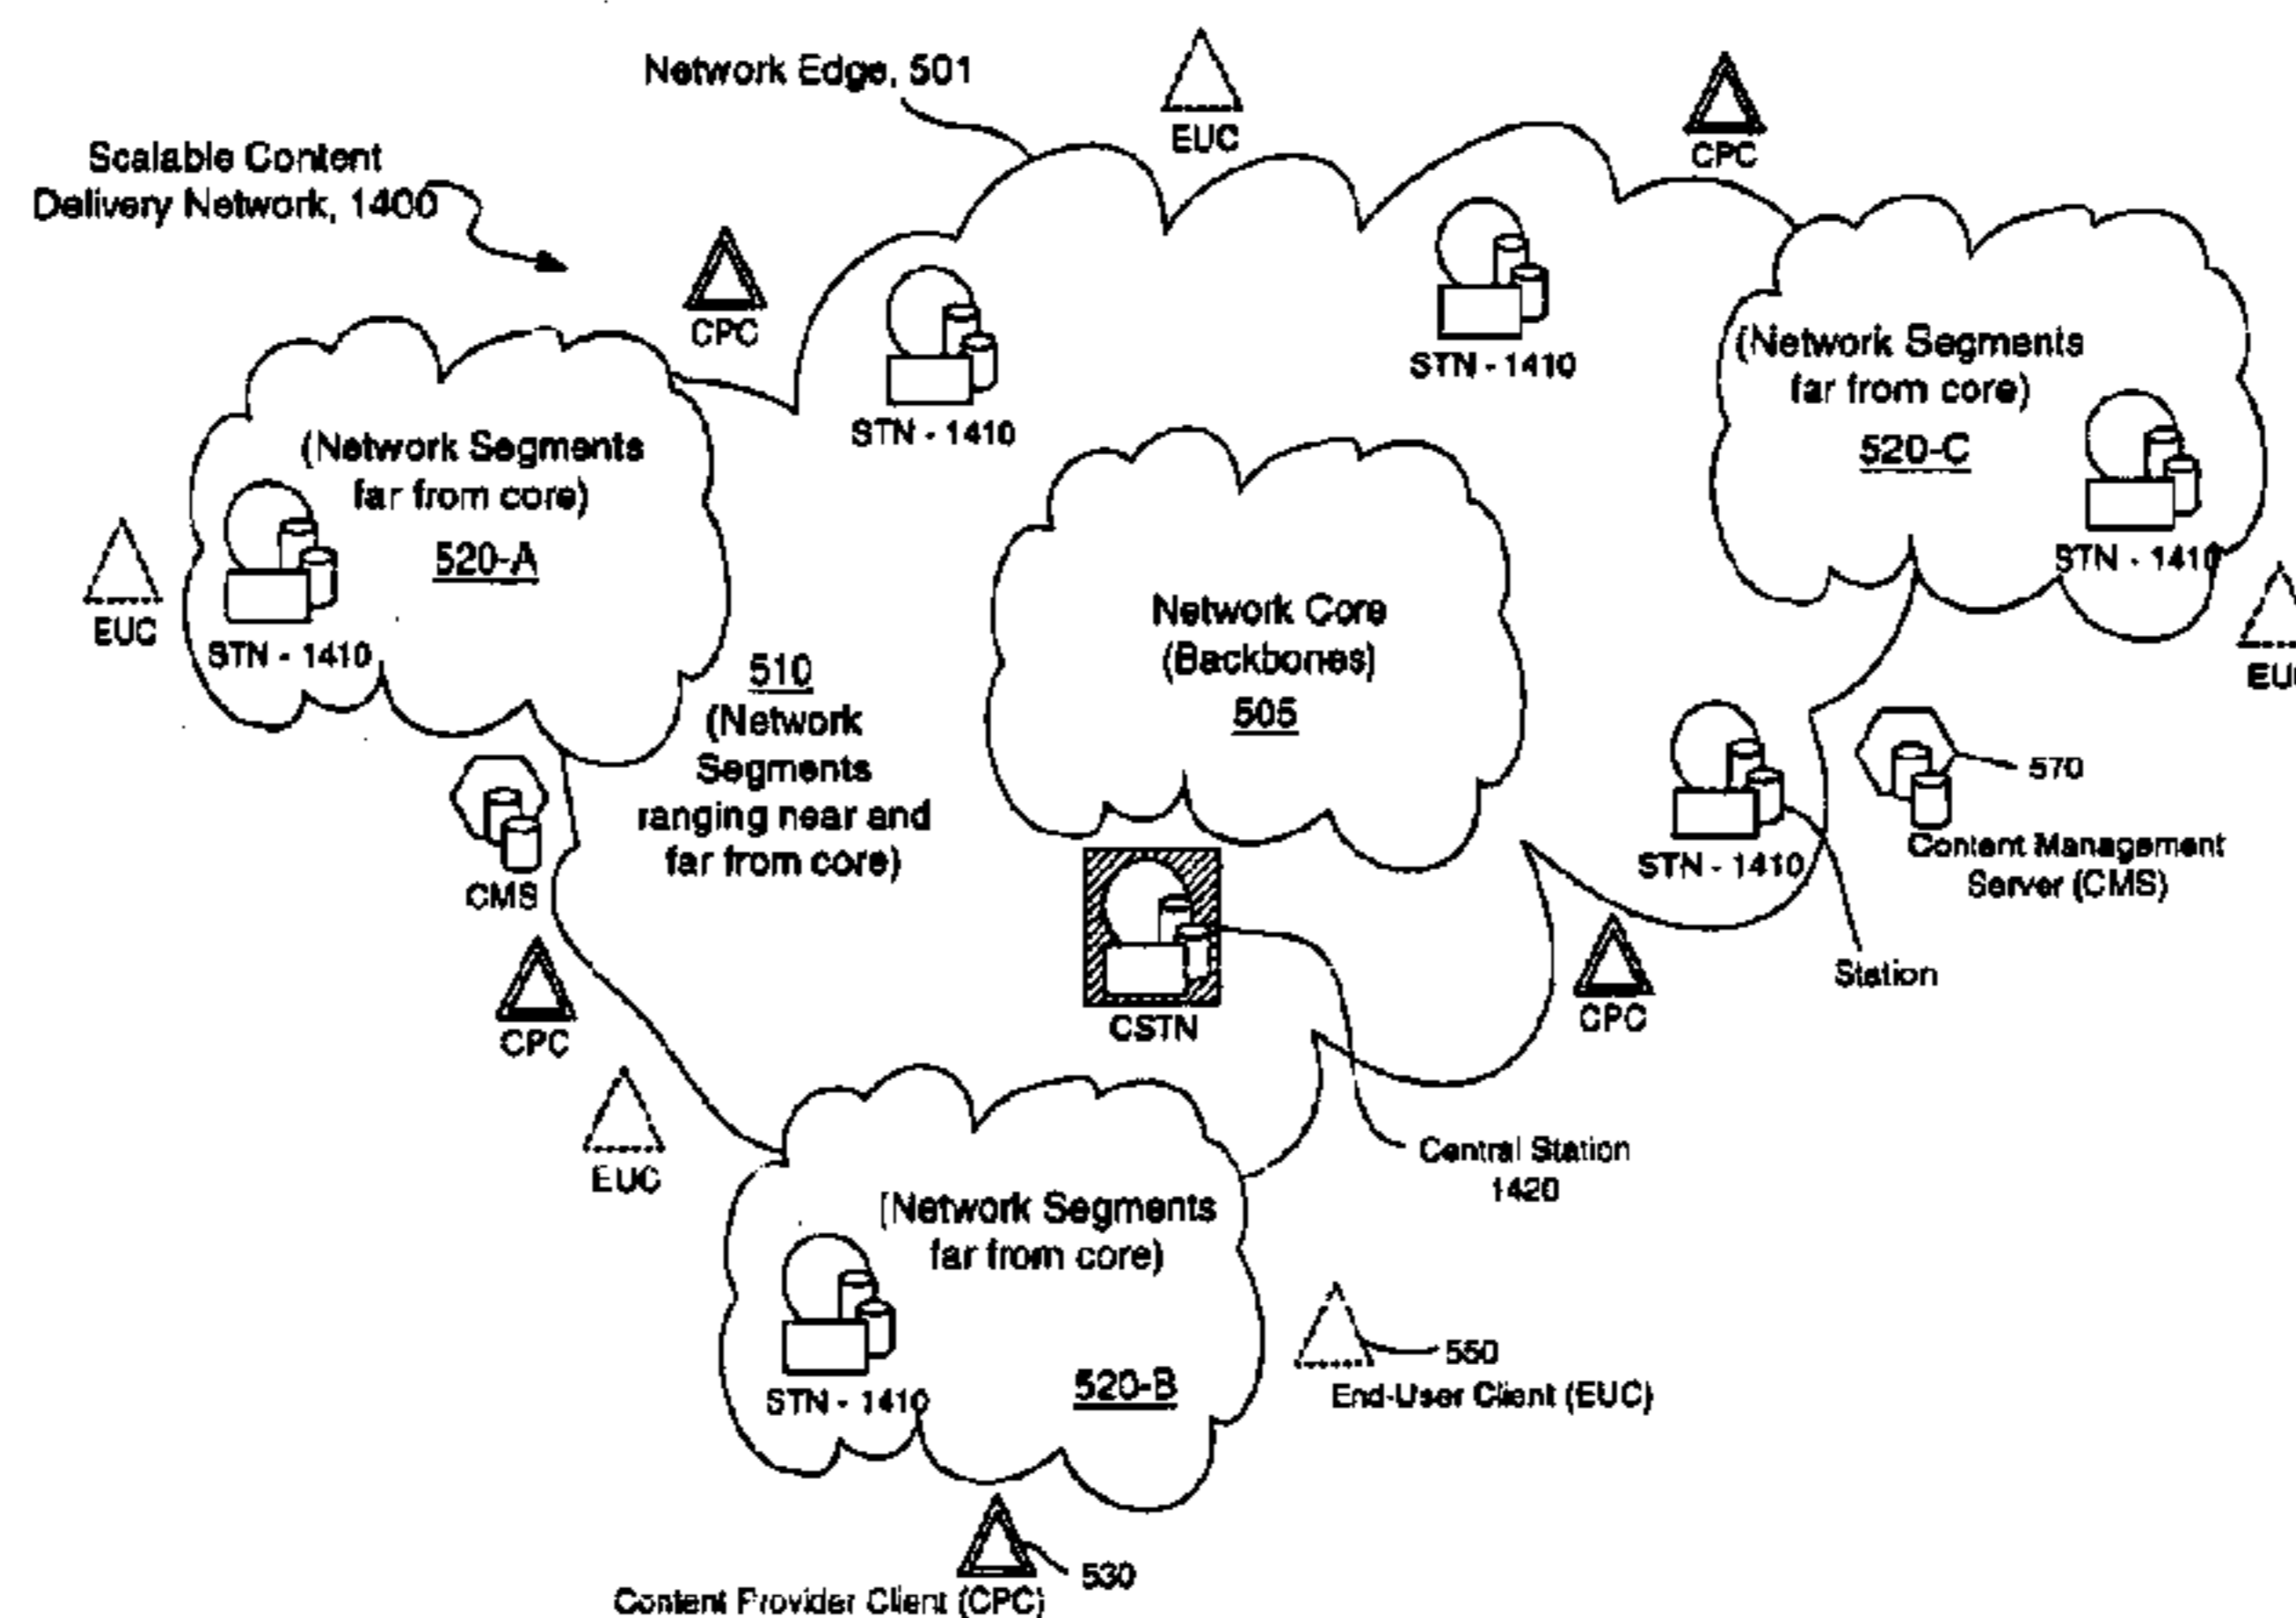 Network Edge, 501
EUC
CPC
Scalable Content
Delivery Network, 1400
CPC
STN - 1410
STN - 1410
(Network Segments
far from core)
520-C
STN - 1410
(Network Segments
far from core)
520-A
STN - 1410
EUC
Network Core
(Backbones)
505
510
(Network
Segments
ranging near and
far from core)
EU
STN - 1410
570
Content Management
Server (CMS)
CMS
Station
CSTN
CPC
CPC
EUC
Central Station
1420
[Network Segments
far from core)
STN - 1410
520-B
550
End-User Client (EUC)
530
Content Provider Client (CPC)